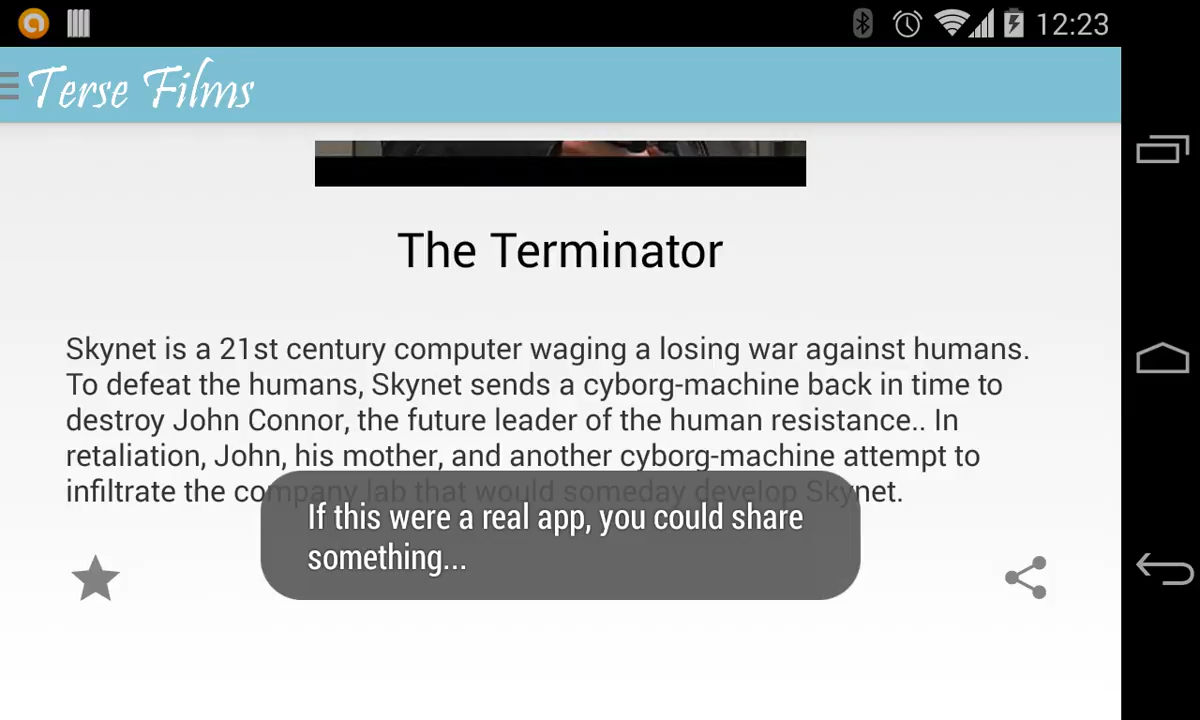 12:23
Terse Films
The Terminator
Skynet is a 21st century computer waging a losing war against humans.
To defeat the humans, Skynet sends a cyborg-machine back in time to
destroy John Connor, the future leader of the human resistance.. In
retaliation, John, his mother, and another cyborg-machine attempt to
infiltrate the company lab that would someday develop Skynet.
If this were a real app, you could share
something...